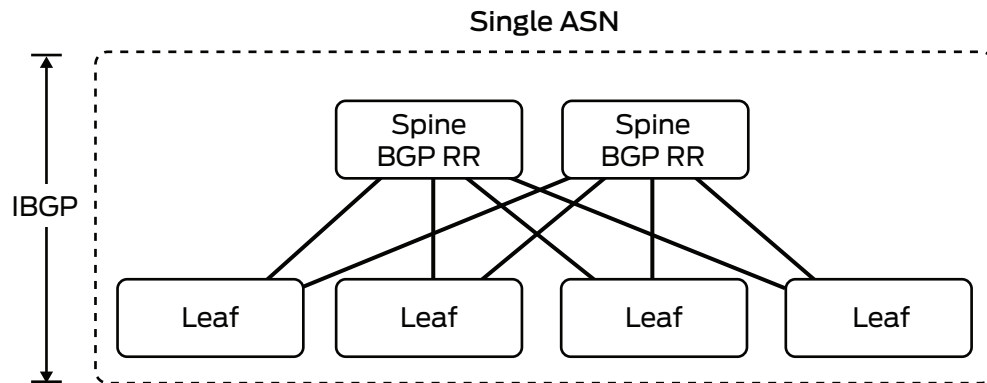 Single ASN
Spine
BGP RR
Spine
BGP RR
IBGP
Leaf
Leaf
Leaf
Leaf